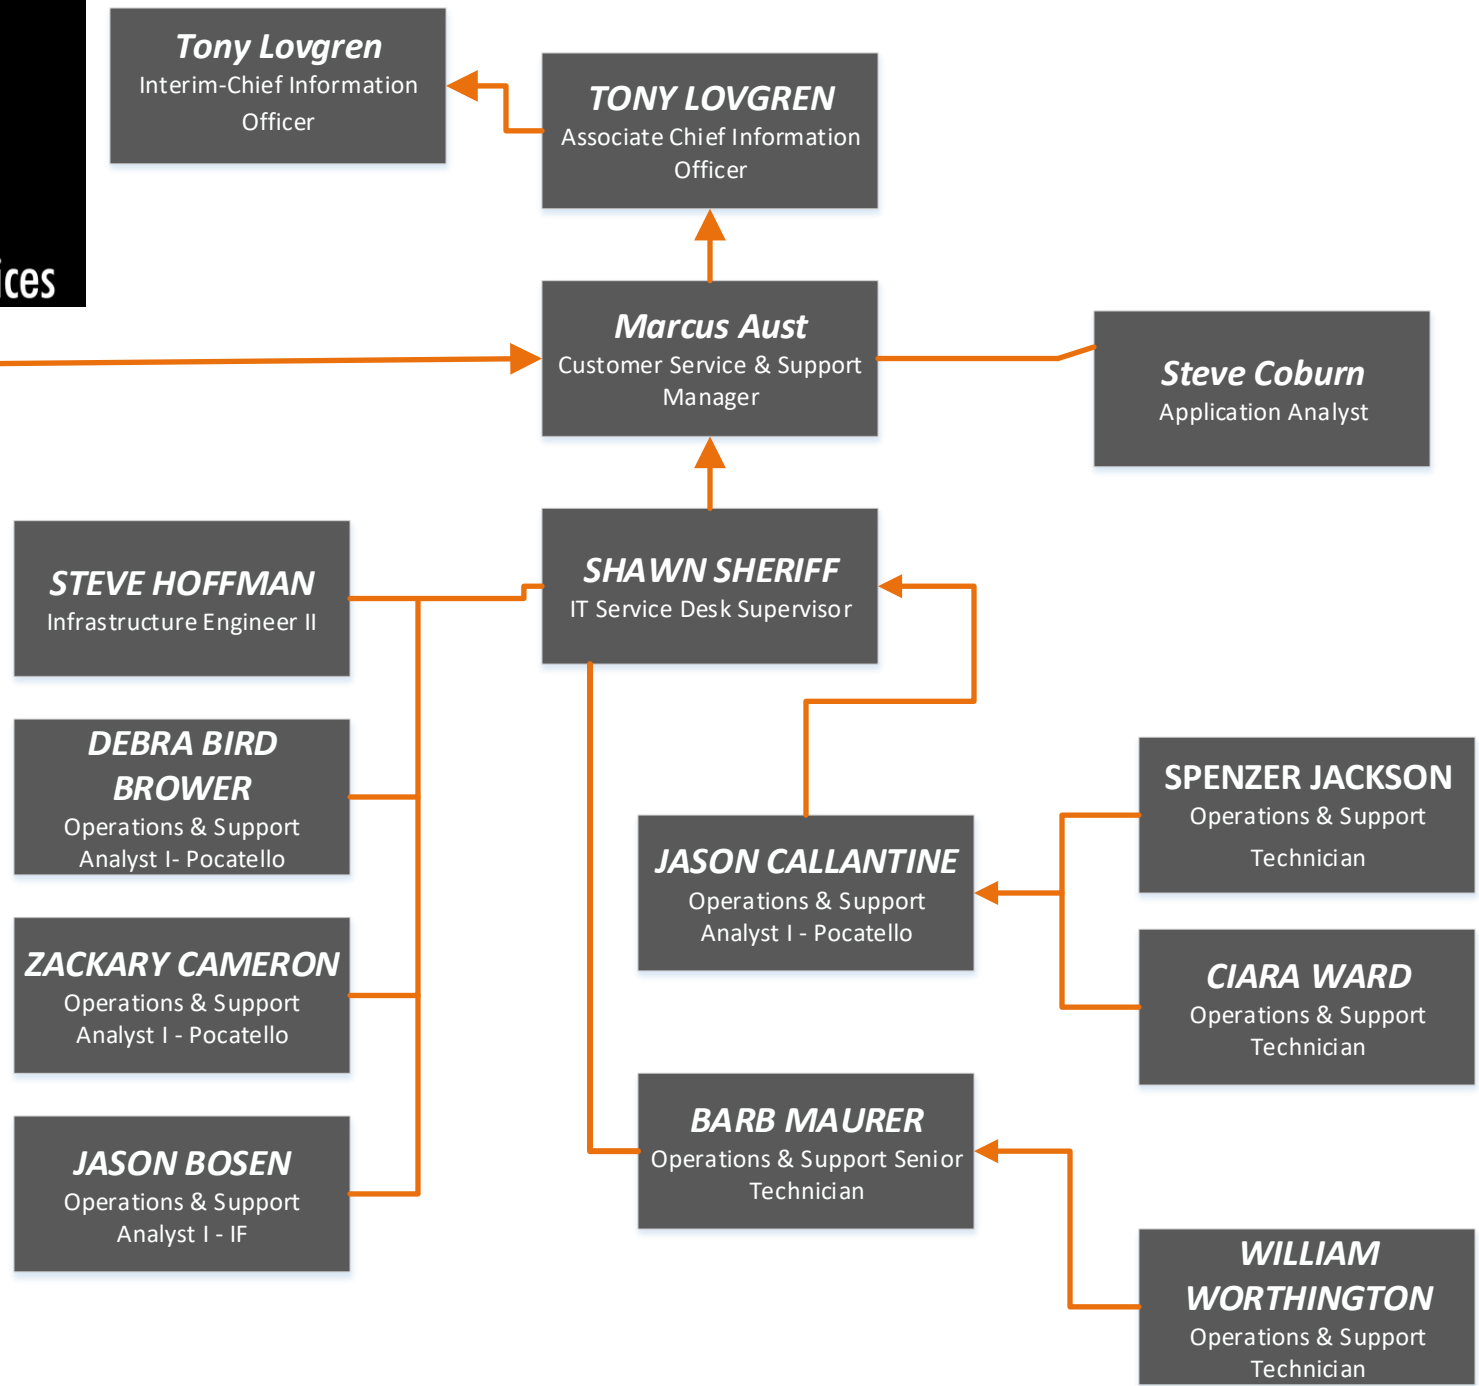 Tony Lovgren
Interim-Chief Information
Officer
TONY LOVGREN
Associate Chief Information
Officer
Marcus Aust
Customer Service & Support
Manager
Steve Coburn
Application Analyst
STEVE HOFFMAN
Infrastructure Engineer II
SHAWN SHERIFF
IT Service Desk Supervisor
DEBRA BIRD
BROWER
Operations & Support
Analyst I- Pocatello
ZACKARY CAMERON
Operations & Support
Analyst I - Pocatello
JASON BOSEN
Operations & Support
Analyst I - IF
JASON CALLANTINE
Operations & Support
Analyst I - Pocatello
BARB MAURER
Operations & Support Senior
Technician
SPENZER JACKSON
Operations & Support
Technician
CIARA WARD
Operations & Support
Technician
WILLIAM
WORTHINGTON
Operations & Support
Technician